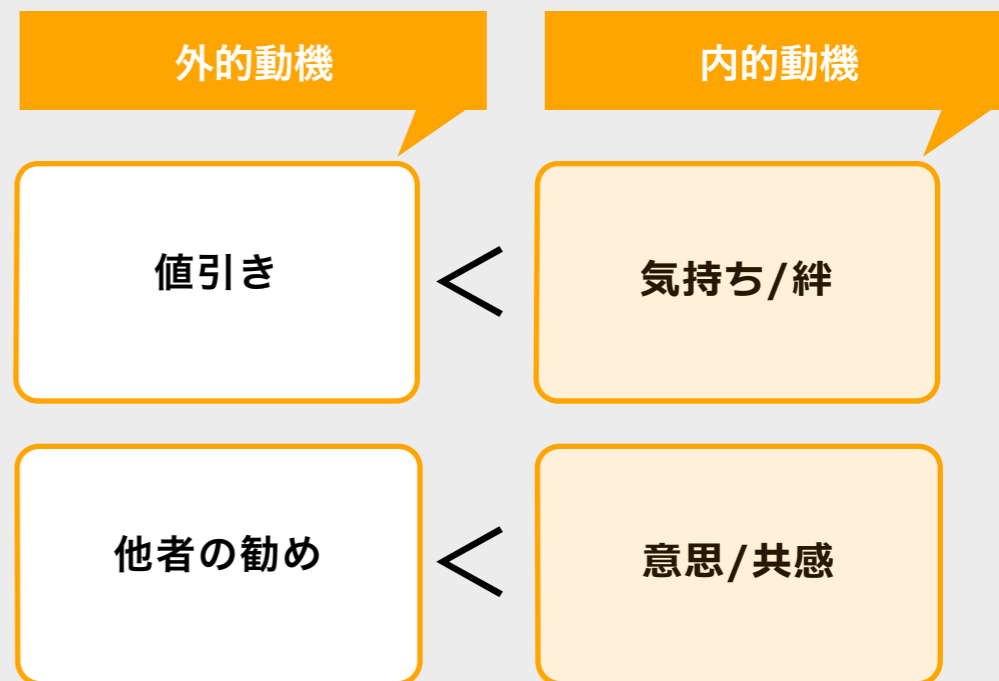 外的動機
内的動機
値引き
<
気持ち/絆
他者の勧め
<
意思/共感